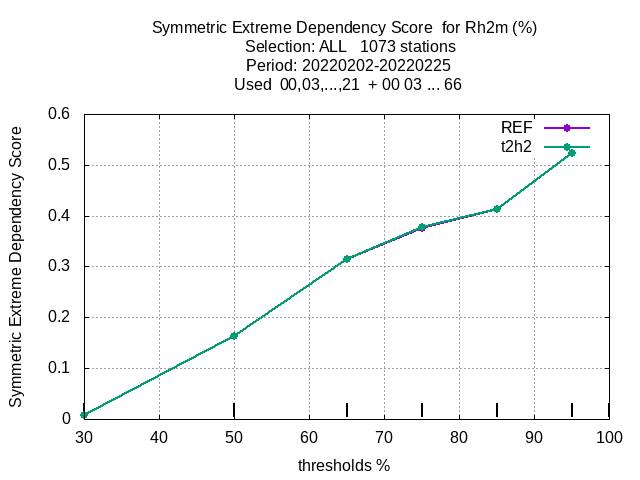 Symmetric Extreme Dependency Score  for Rh2m (%)
Selection: ALL   1073 stations
Period: 20220202-20220225
Used  00,03,...,21  + 00 03 ... 66
REF
t2h2
Symmetric Extreme Dependency Score
0.6
0.5
0.4
0.3
0.2
0.1
0
30 40 50 60 70 80 90 100
thresholds %